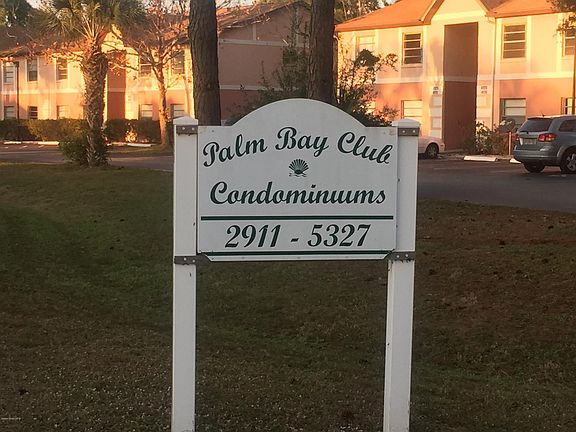 Palm Bay Club
Condominiums
2911 - 5327